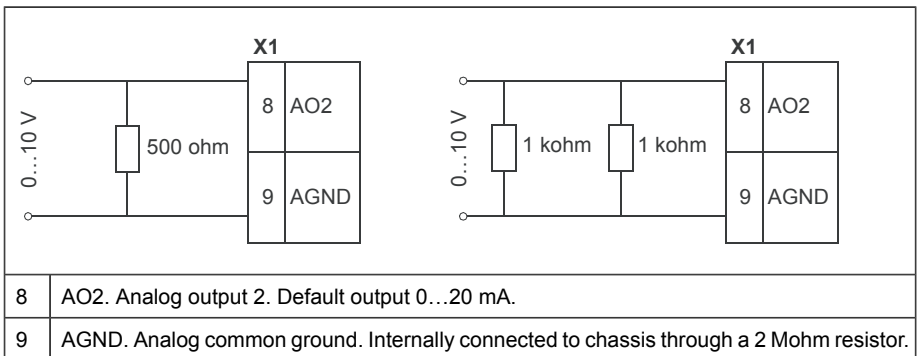 X1
0…10 V
500 ohm
8 AO2
9 AGND
X1
0…10 V
1 kohm
1 kohm
8 AO2
9 AGND
8 AO2. Analog output 2. Default output 0…20 mA.
9 AGND. Analog common ground. Internally connected to chassis through a 2 Mohm resistor.